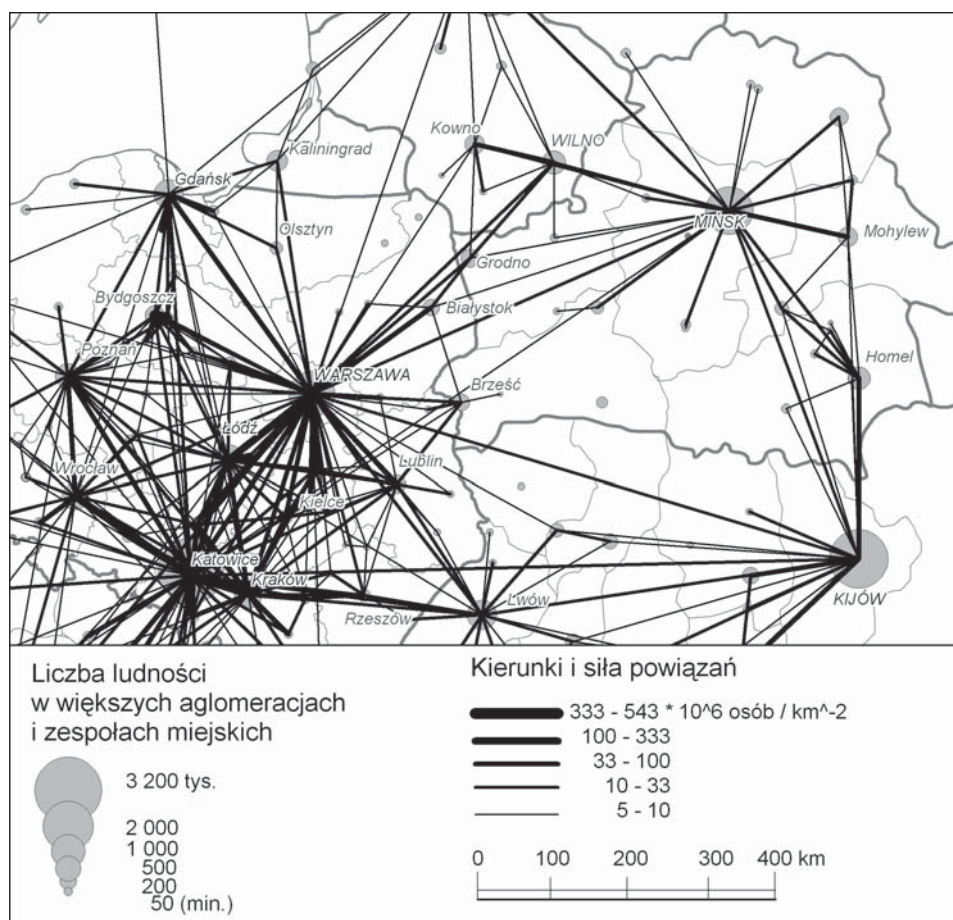 Kowno
WILNO
Kaliningrad
Gdańsk
MIŃSK
Olsztyn
Mohylew
Grodno
Bydgoszcz
Białystok
Poznań
Homel
WARSZAWA
Brześć
Łódź
Lublin
Wrocław
Kielce
Katowice
Kraków
Lwów
KIJÓW
Rzeszów
Liczba ludności
w większych aglomeracjach
i zespołach miejskich
3 200 tys.
2 000
1 000
500
200
50 (min.)
Kierunki i siła powiązań
333 - 543 * 10^6 osób / km^-2
100 - 333
33 - 100
10 - 33
5 - 10
0 100 200 300 400 km